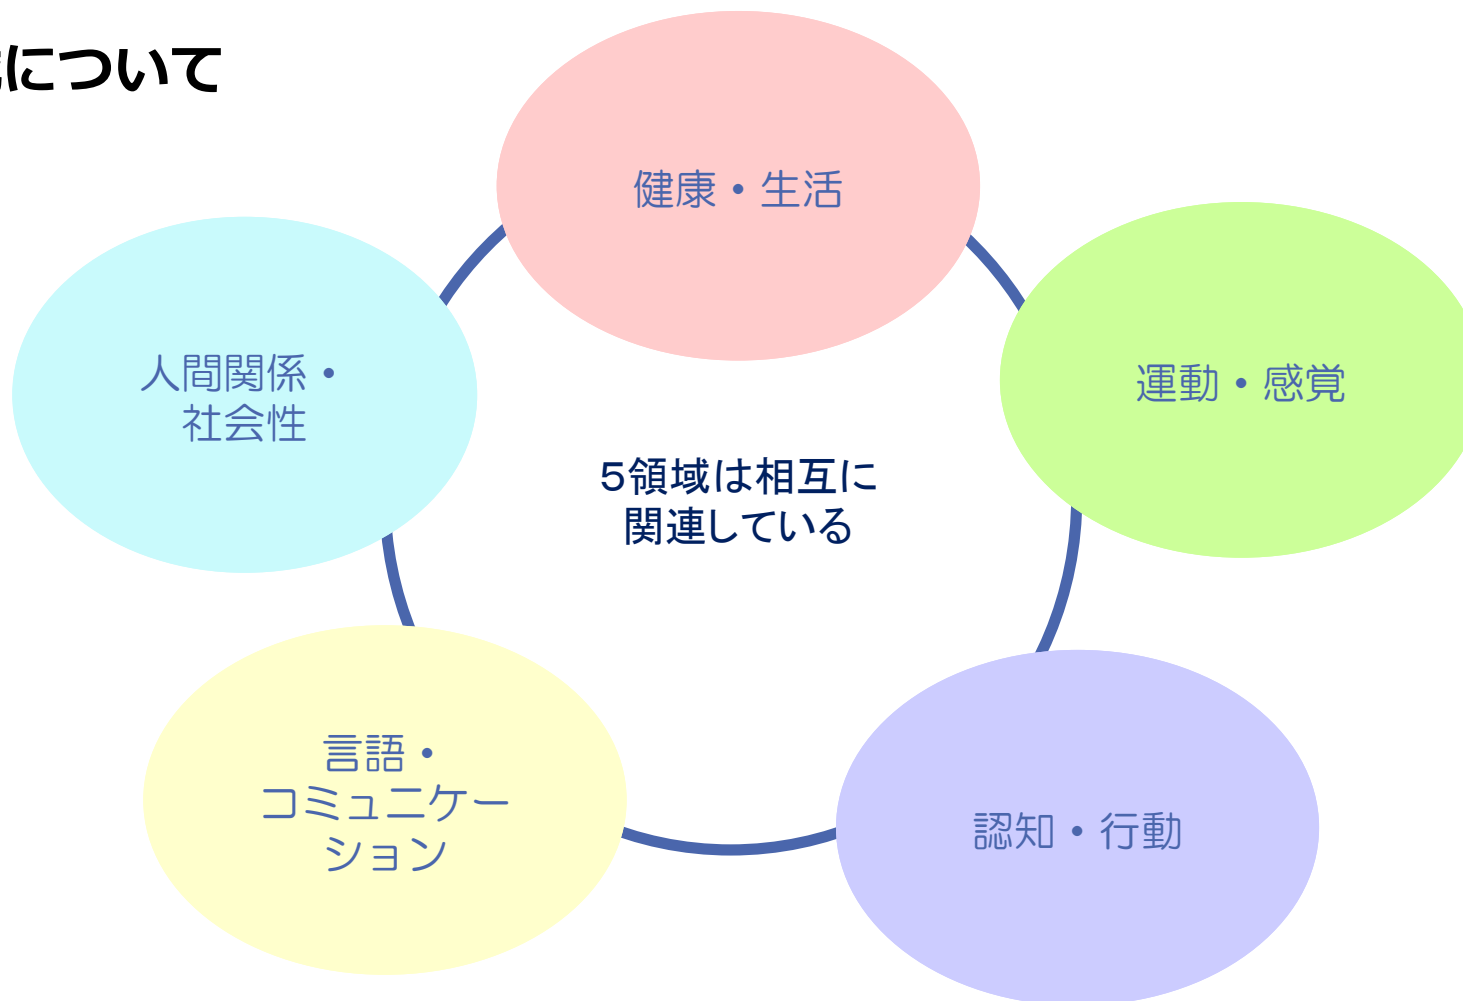 について
健康・生活
運動・感覚
人間関係・
社会性
5領域は相互に
関連している
言語・
コミュニケー
ション
認知・行動